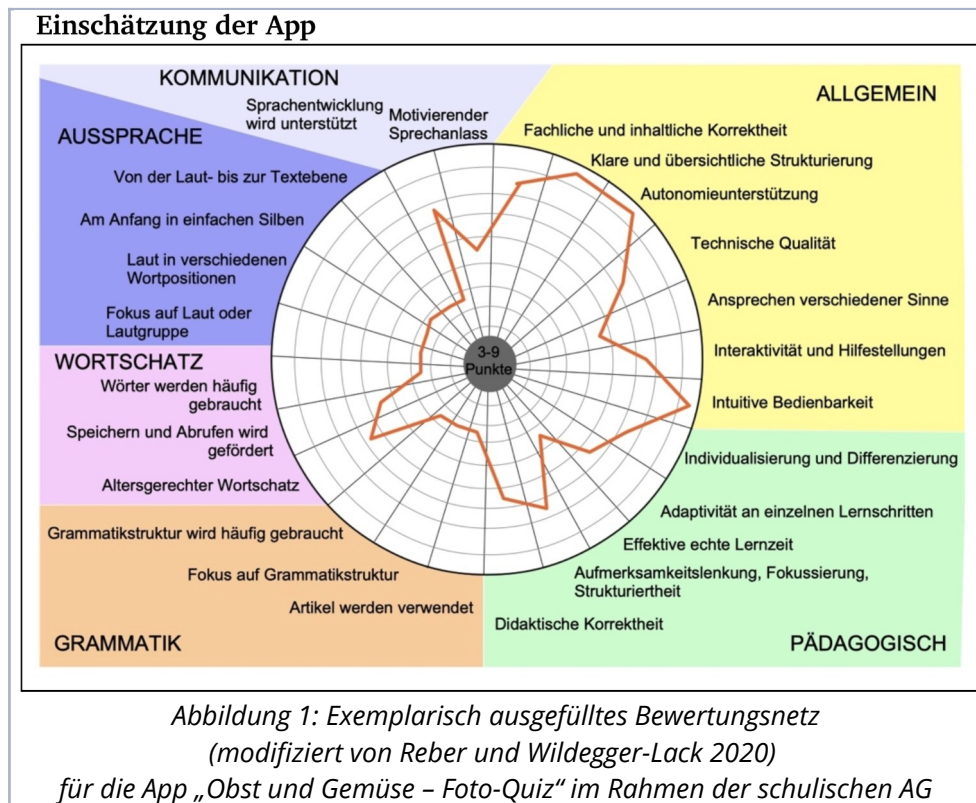 Einschätzung der App
KOMMUNIKATION
Sprachentwicklung
wird unterstützt
Motivierender
Sprechanlass
ALLGEMEIN
Fachliche und inhaltliche Korrektheit
Klare und übersichtliche Strukturierung
Autonomieunterstützung
Technische Qualität
Ansprechen verschiedener Sinne
Interaktivität und Hilfestellungen
Intuitive Bedienbarkeit
AUSSPRACHE
Von der Laut- bis zur Textebene
Am Anfang in einfachen Silben
Laut in verschiedenen
Wortpositionen
Fokus auf Laut oder
Lautgruppe
3-9
Punkte
WORTSCHATZ
Wörter werden häufig
gebraucht
Speichern und Abrufen wird
gefördert
Altersgerechter Wortschatz
Individualisierung und Differenzierung
Adaptivität an einzelnen Lernschritten
Effektive echte Lernzeit
Aufmerksamkeitslenkung, Fokussierung,
Strukturiertheit
Didaktische Korrektheit
PÄDAGOGISCH
Grammatikstruktur wird häufig gebraucht
Fokus auf Grammatikstruktur
Artikel werden verwendet
GRAMMATIK
Abbildung 1: Exemplarisch ausgefülltes Bewertungsnetz
(modifiziert von Reber und Wildegger-Lack 2020)
für die App „Obst und Gemüse – Foto-Quiz“ im Rahmen der schulischen AG